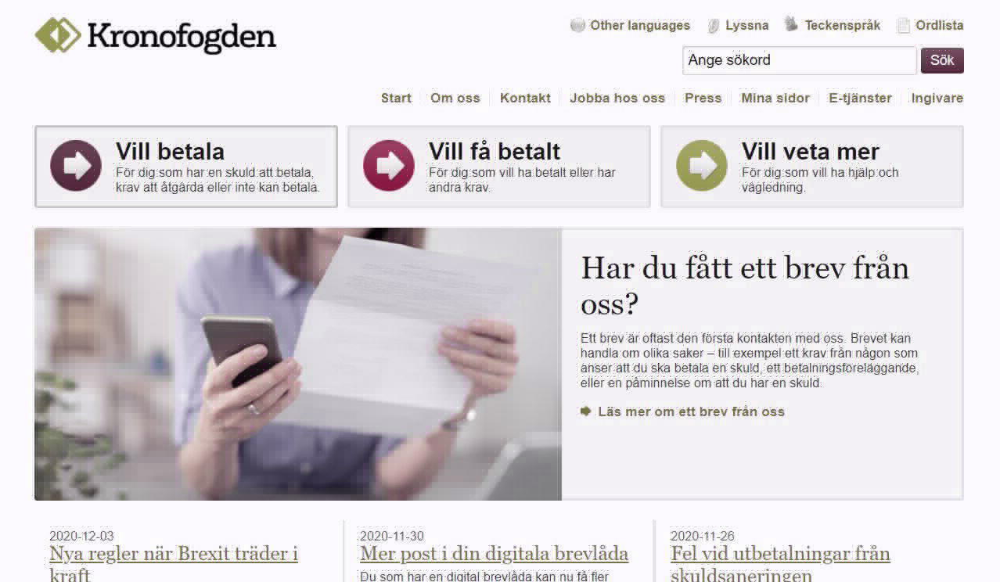 Kronofogden
Other languages
Lyssna
Teckenspråk
Ordlista
Ange sökord
Sök
Start
Om oss
Kontakt
Jobba hos oss
Press
Mina sidor
E-tjänster
Ingivare
Vill betala
För dig som har en skuld att betala,
krav att åtgärda eller inte kan betala.
Vill få betalt
För dig som vill ha betalt eller har
andra krav.
Vill veta mer
För dig som vill ha hjälp och
vägledning.
Har du fått ett brev från
oss?
Ett brev är oftast den första kontakten med oss. Brevet kan
handla om olika saker – till exempel ett krav från någon som
anser att du ska betala en skuld, ett betalningsföreläggande,
eller en påminnelse om att du har en skuld.
Läs mer om ett brev från oss
2020-12-03
Nya regler när Brexit träder i
kraft
2020-11-30
Mer post i din digitala brevlåda
Du som har en digital brevlåda kan nu få fler
2020-11-26
Fel vid utbetalningar från
skuldsaneringen